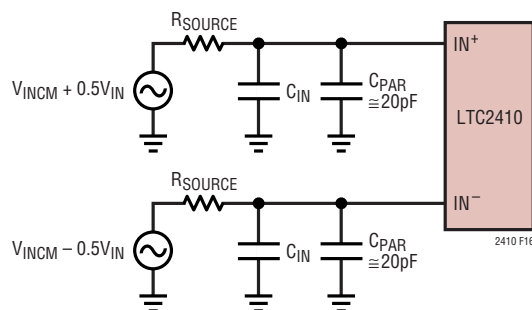 RSOURCE
VINCM + 0.5VIN
CIN
CPAR
≅20pF
IN+
LTC2410
RSOURCE
VINCM – 0.5VIN
CIN
CPAR
≅20pF
IN–
2410 F16